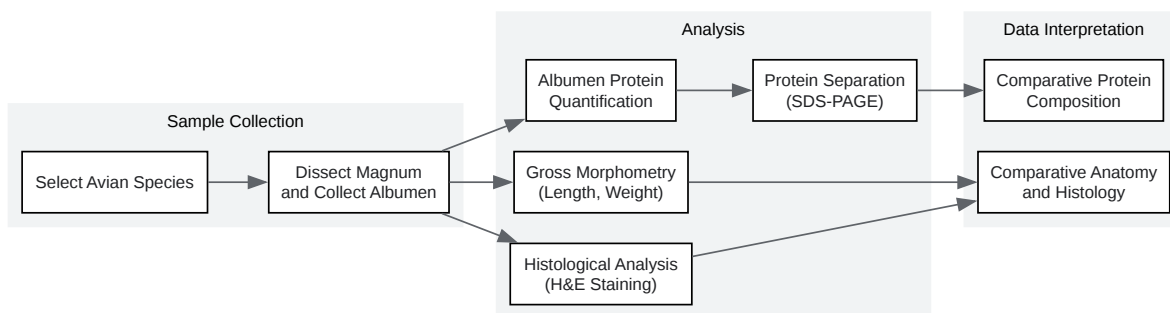 Sample Collection
Select Avian Species
Dissect Magnum
and Collect Albumen
Analysis
Albumen Protein
Quantification
Protein Separation
(SDS-PAGE)
Gross Morphometry
(Length, Weight)
Histological Analysis
(H&E Staining)
Data Interpretation
Comparative Protein
Composition
Comparative Anatomy
and Histology